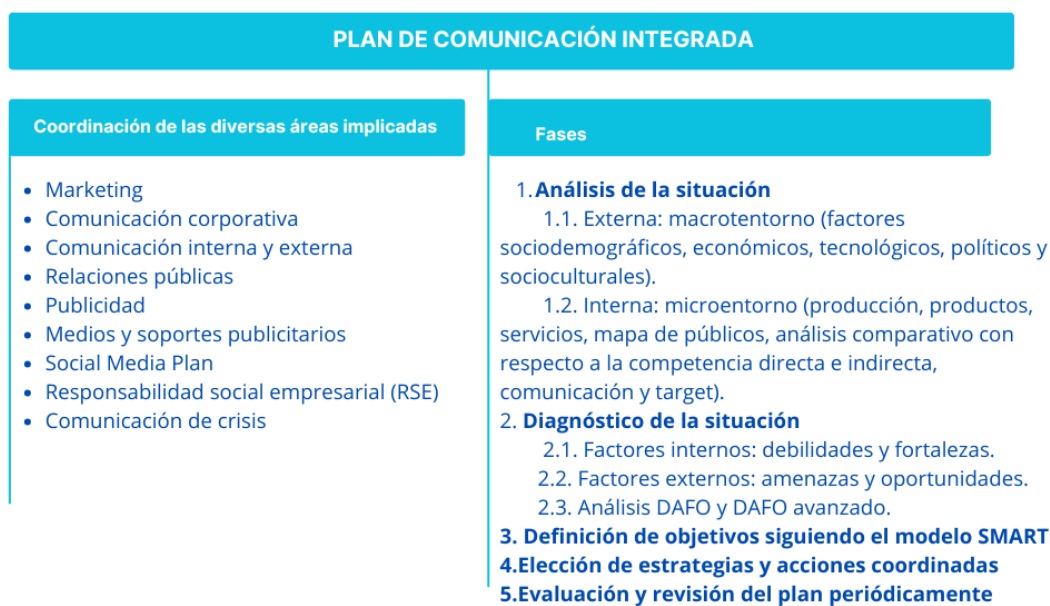 PLAN DE COMUNICACIÓN INTEGRADA
Coordinación de las diversas áreas implicadas
• Marketing
• Comunicación corporativa
• Comunicación interna y externa
• Relaciones públicas
• Publicidad
• Medios y soportes publicitarios
• Social Media Plan
• Responsabilidad social empresarial (RSE)
• Comunicación de crisis
Fases
1.Análisis de la situación
1.1. Externa: macrotentorno (factores
sociodemográficos, económicos, tecnológicos, políticos y
socioculturales).
1.2. Interna: microentorno (producción, productos,
servicios, mapa de públicos, análisis comparativo con
respecto a la competencia directa e indirecta,
comunicación y target).
2. Diagnóstico de la situación
2.1. Factores internos: debilidades y fortalezas.
2.2. Factores externos: amenazas y oportunidades.
2.3. Análisis DAFO y DAFO avanzado.
3. Definición de objetivos siguiendo el modelo SMART
4.Elección de estrategias y acciones coordinadas
5.Evaluación y revisión del plan periódicamente